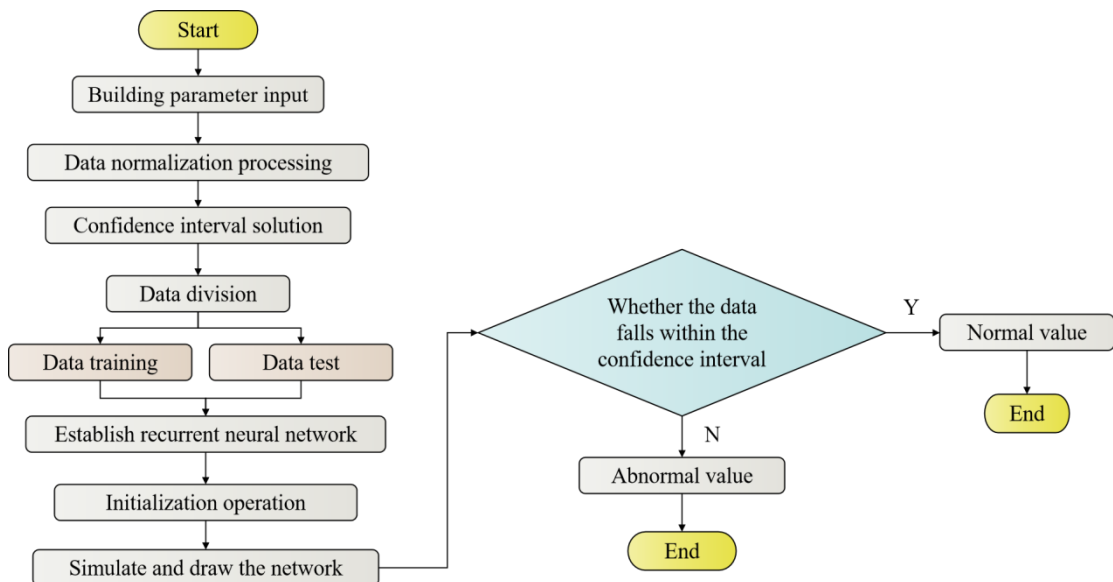 Start
Building parameter input
Data normalization processing
Confidence interval solution
Data division
Data training
Data test
Establish recurrent neural network
Initialization operation
Simulate and draw the network
Whether the data
falls within the
confidence interval
Y
Normal value
End
N
Abnormal value
End